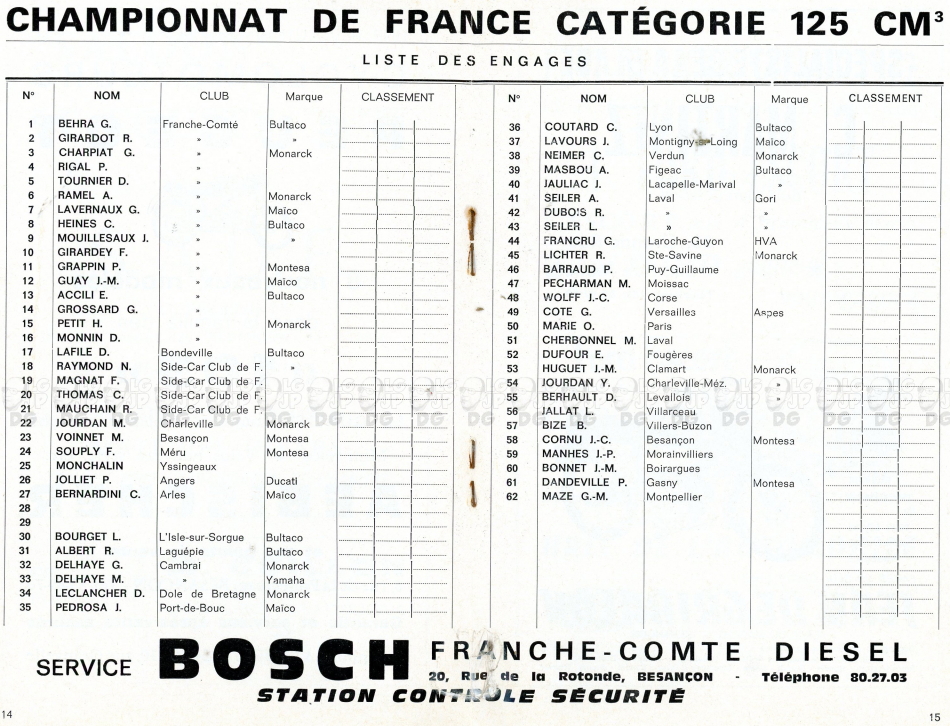 CHAMPIONNAT DE FRANCE CATÉGORIE 125 CM³
LISTE DES ENGAGES
N° NOM CLUB Marque CLASSEMENT
1 BEHRA G. Franche-Comté Bultaco
2 GIRARDOT R. » »
3 CHARPIAT G. » Monarck
4 RIGAL P. »
5 TOURNIER D. »
6 RAMEL A. » Monarck
7 LAVERNAUX G. » Maïco
8 HEINES C. » Bultaco
9 MOUILLESAUX J. » »
10 GIRARDEY F. »
11 GRAPPIN P. » Montesa
12 GUAY J.-M. » Maïco
13 ACCILI E. » Bultaco
14 GROSSARD G. »
15 PETIT H. » Monarck
16 MONNIN D. »
17 LAFILE D. Bondeville Bultaco
18 RAYMOND N. Side-Car Club de F. »
19 MAGNAT F. Side-Car Club de F.
20 THOMAS C. Side-Car Club de F.
21 MAUCHAIN R. Side-Car Club de F.
22 JOURDAN M. Charleville Monarck
23 VOINNET M. Besançon Montesa
24 SOUPLY F. Méru Montesa
25 MONCHALIN Yssingeaux
26 JOLLIET P. Angers Ducati
27 BERNARDINI C. Arles Maïco
28
29
30 BOURGET L. L'Isle-sur-Sorgue Bultaco
31 ALBERT R. Laguépie Bultaco
32 DELHAYE G. Cambrai Monarck
33 DELHAYE M. » Yamaha
34 LECLANCHER D. Dole de Bretagne Monarck
35 PEDROSA J. Port-de-Bouc Maïco
N° NOM CLUB Marque CLASSEMENT
36 COUTARD C. Lyon Bultaco
37 LAVOURS J. Montigny- Loing Maïco
38 NEIMER C. Verdun Monarck
39 MASBOU A. Figeac Bultaco
40 JAULIAC J. Lacapelle-Marival »
41 SEILER A. Laval Gori
42 DUBOIS R. » »
43 SEILER L. » »
44 FRANCRU G. Laroche-Guyon HVA
45 LICHTER R. Ste-Savine Monarck
46 BARRAUD P. Puy-Guillaume
47 PECHARMAN M. Moissac
48 WOLFF J.-C. Corse
49 COTE G. Versailles Aspes
50 MARIE O. Paris
51 CHERBONNEL M. Laval
52 DUFOUR E. Fougères
53 HUGUET J.-M. Clamart Monarck
54 JOURDAN Y. Charleville-Méz. »
55 BERHAULT D. Levallois »
56 JALLAT L. Villarceau
57 BIZE B. Villers-Buzon
58 CORNU J.-C. Besançon Montesa
59 MANHES J.-P. Morainvilliers
60 BONNET J.-M. Boirargues
61 DANDEVILLE P. Gasny Montesa
62 MAZE G.-M. Montpellier
SERVICE BOSCH FRANCHE-COMTE DIESEL
20, Rue de la Rotonde, BESANÇON - Téléphone 80.27.03
STATION CONTROLE SÉCURITÉ
14
15